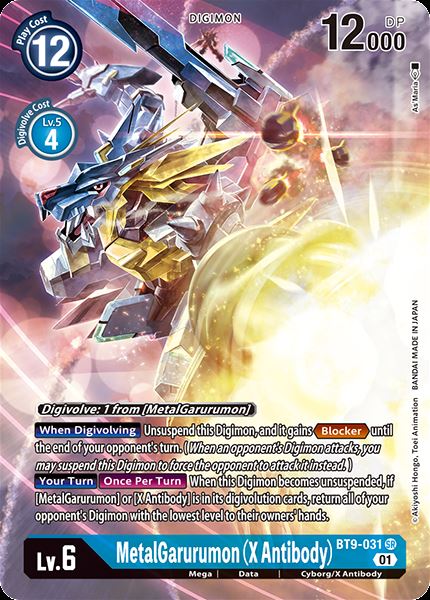 Play Cost
12
DIGIMON
DP
12000
Digivolve Cost
Lv.5
4
As'Maria
Digivolve: 1 from [MetalGarurumon]
When Digivolving Unsuspend this Digimon, and it gains Blocker until
the end of your opponent's turn. (When an opponent's Digimon attacks, you
may suspend this Digimon to force the opponent to attack it instead.)
Your Turn Once Per Turn When this Digimon becomes unsuspended, if
[MetalGarurumon] or [X Antibody] is in its digivolution cards, return all of your
opponent's Digimon with the lowest level to their owners' hands.
©Akiyoshi Hongo, Toei Animation BANDAI MADE IN JAPAN
Lv.6
MetalGarurumon (X Antibody)
BT9-031 SR
01
Mega | Data | Cyborg/X Antibody